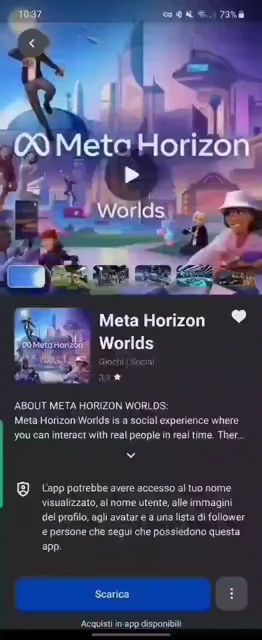 10:37
73%
Meta Horizon
Worlds
Meta Horizon
Worlds
Meta Horizon
Worlds
Giochi | Social
3,3
ABOUT META HORIZON WORLDS:
Meta Horizon Worlds is a social experience where
you can interact with real people in real time. Ther...
L'app potrebbe avere accesso al tuo nome
visualizzato, al nome utente, alle immagini
del profilo, agli avatar e a una lista di follower
e persone che segui che possiedono questa
app.
Scarica
Acquisti in-app disponibili